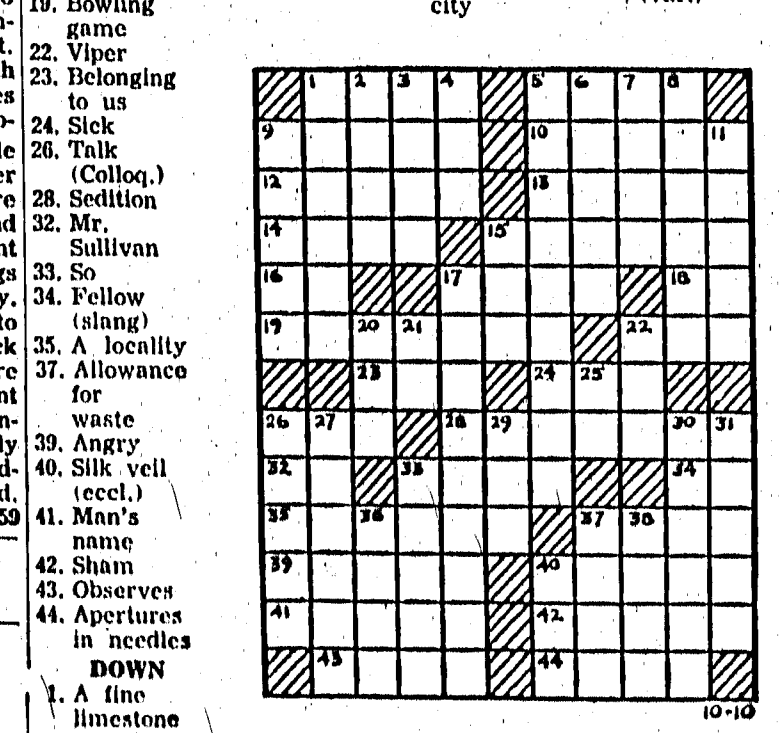 19. Bowling
game
22. Viper
23. Belonging
to us
24. Sick
26. Talk
(Colloq.)
28. Sedition
32. Mr.
Sullivan
33. So
34. Fellow
(slang)
35. A locality
37. Allowance
for
waste
39. Angry
40. Silk veil
(eccl.)
41. Man's
name
42. Sham
43. Observes
44. Apertures
in needles
DOWN
1. A fine
limestone
city
1 2 3 4 5 6 7 8
9 10 11
12 13
14 15
16 17 18
19 20 21 22
23 24 25
26 27 28 29 30 31
32 33 34
35 36 37 38
39 40
41 42
43 44
10-10